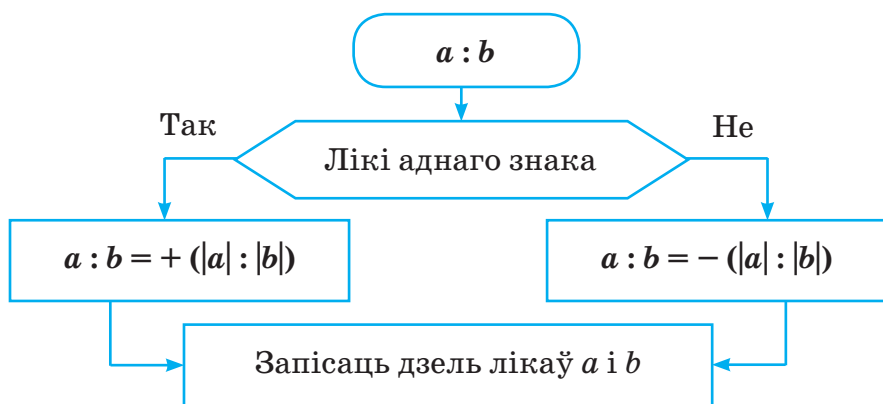 a : b
Так
Не
Лікі аднаго знака
a : b = + (|a| : |b|)
a : b = − (|a| : |b|)
Запісаць дзель лікаў a і b